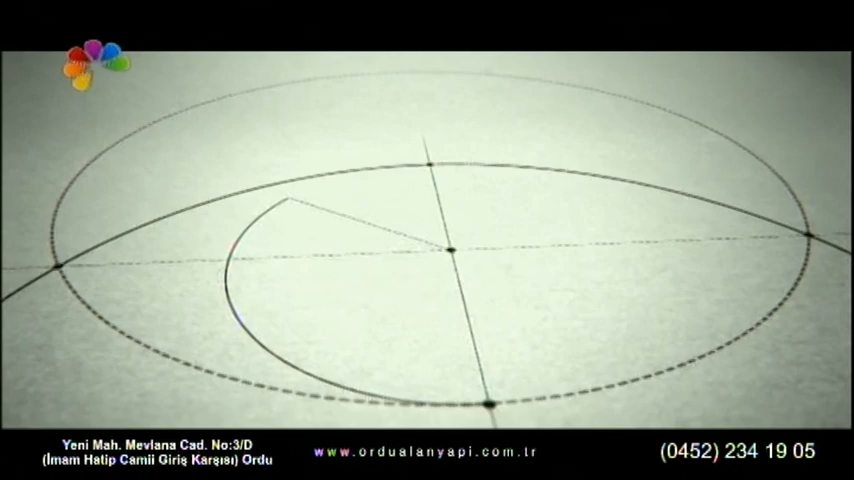 Yeni Mah. Mevlana Cad. No:3/D
(İmam Hatip Camii Giriş Karşısı) Ordu
www.ordualanyapi.com.tr
(0452) 234 19 05